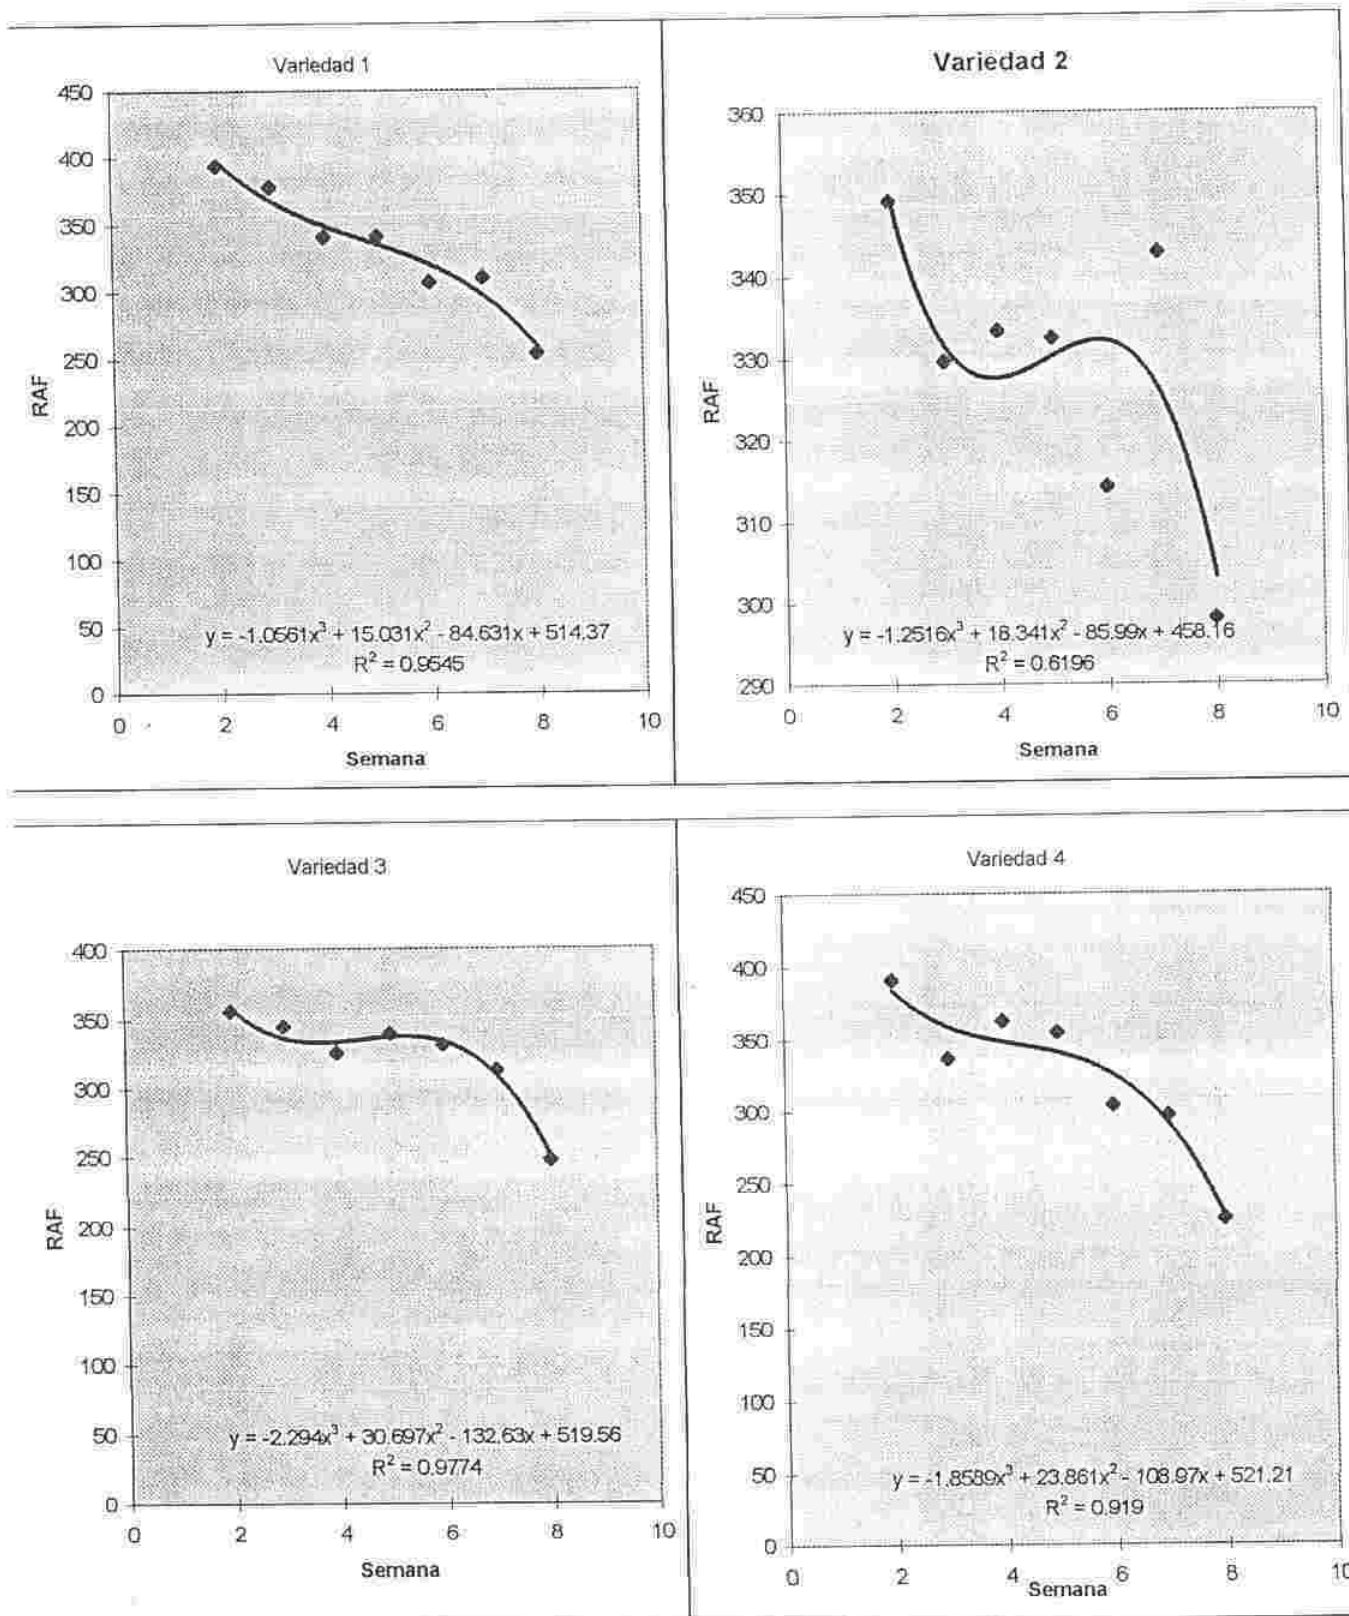 Variedad 1
450
400
350
300
250
200
150
100
50
0
RAF
y = -1.0561x³ + 15.031x² - 84.631x + 514.37
R² = 0.9545
0 2 4 6 8 10
Semana
Variedad 2
360
350
340
330
320
310
300
290
RAF
y = -1.2516x³ + 18.341x² - 85.99x + 458.16
R² = 0.6196
0 2 4 6 8 10
Semana
Variedad 3
400
350
300
250
200
150
100
50
0
RAF
y = -2.294x³ + 30.697x² - 132.63x + 519.56
R² = 0.9774
0 2 4 6 8 10
Semana
Variedad 4
450
400
350
300
250
200
150
100
50
0
RAF
y = -1.8589x³ + 23.861x² - 108.97x + 521.21
R² = 0.919
0 2 4 6 8 10
Semana